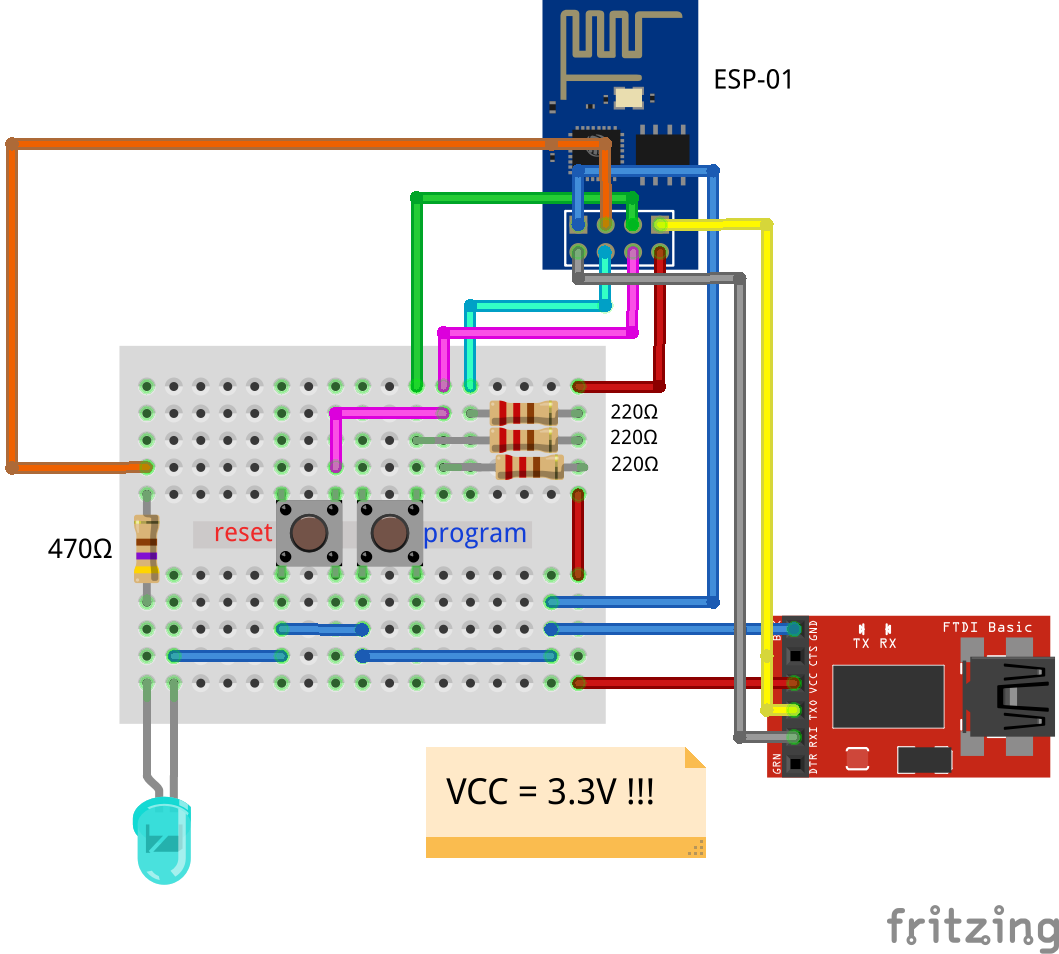 ESP-01
220Ω
220Ω
220Ω
reset
program
470Ω
FTDI Basic
TX RX
GND
CTS
VCC
TXO
RXI
DTR
GRN
VCC = 3.3V !!!
fritzing